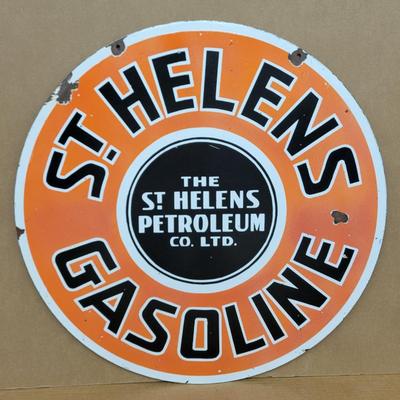 ST. HELENS
GASOLINE
THE
ST. HELENS
PETROLEUM
CO. LTD.